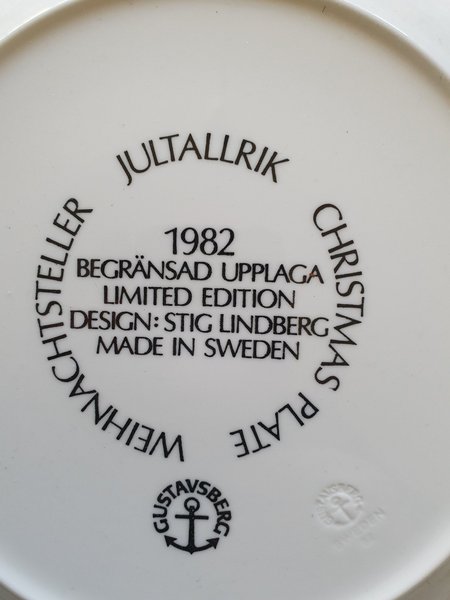 JULTALLRIK
CHRISTMAS PLATE
WEIHNACHTSTELLER
1982
BEGRÄNSAD UPPLAGA
LIMITED EDITION
DESIGN: STIG LINDBERG
MADE IN SWEDEN
GUSTAVSBERG